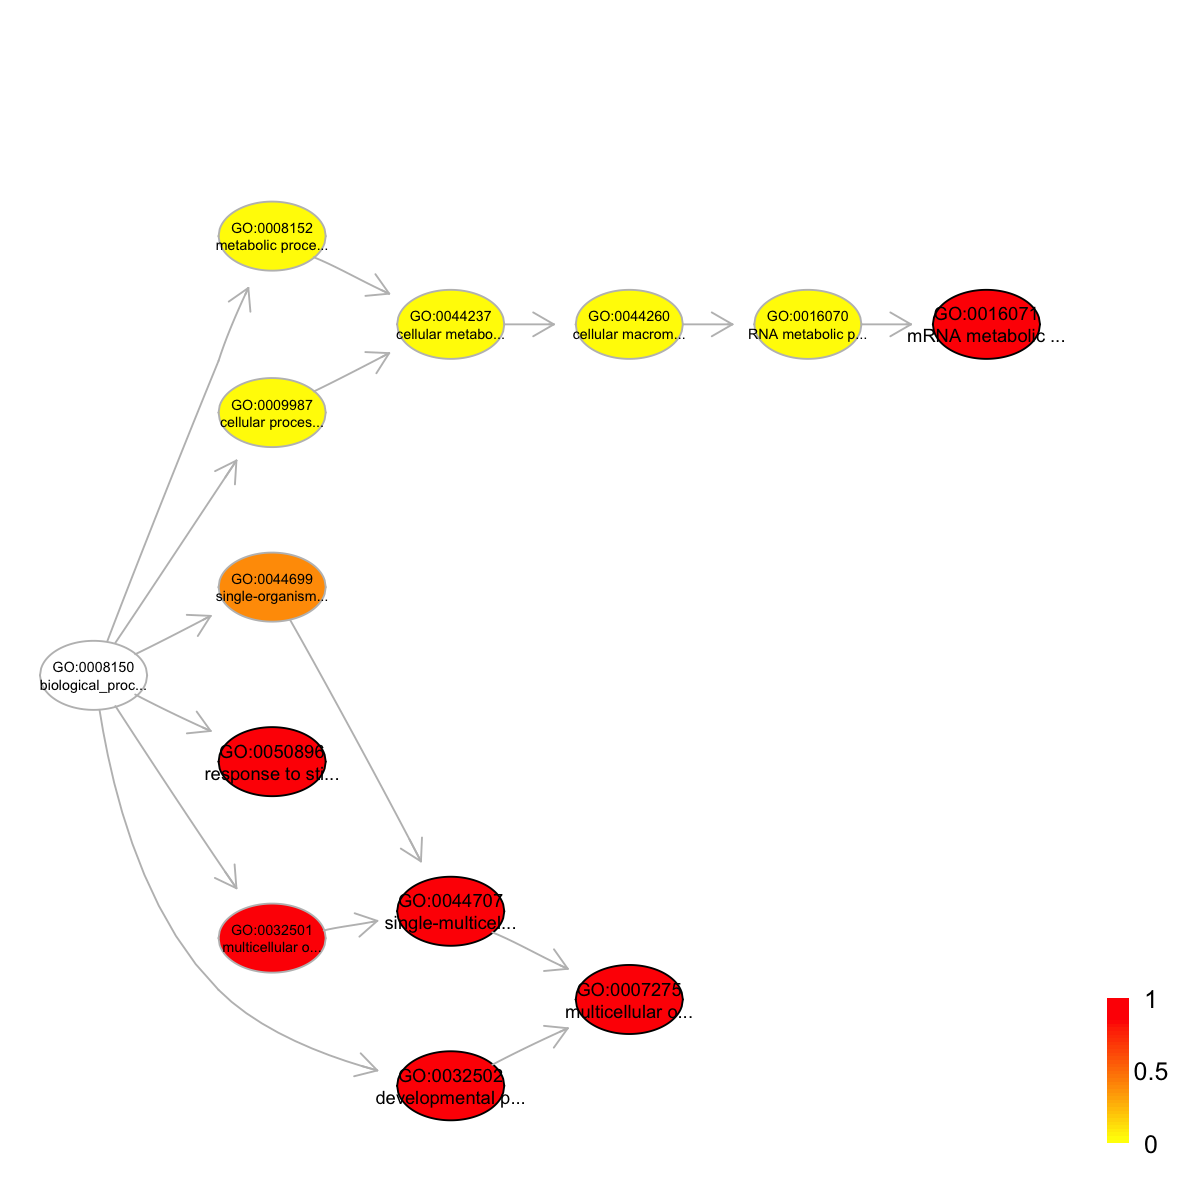 GO:0008152
metabolic proce...
GO:0044237
cellular metabo...
GO:0044260
cellular macrom...
GO:0016070
RNA metabolic p...
GO:0016071
mRNA metabolic ...
GO:0009987
cellular proces...
GO:0044699
single-organism...
GO:0008150
biological_proc...
GO:0050896
response to sti...
GO:0044707
single-multicel...
GO:0032501
multicellular o...
GO:0007275
multicellular o...
GO:0032502
developmental p...
1
0.5
0